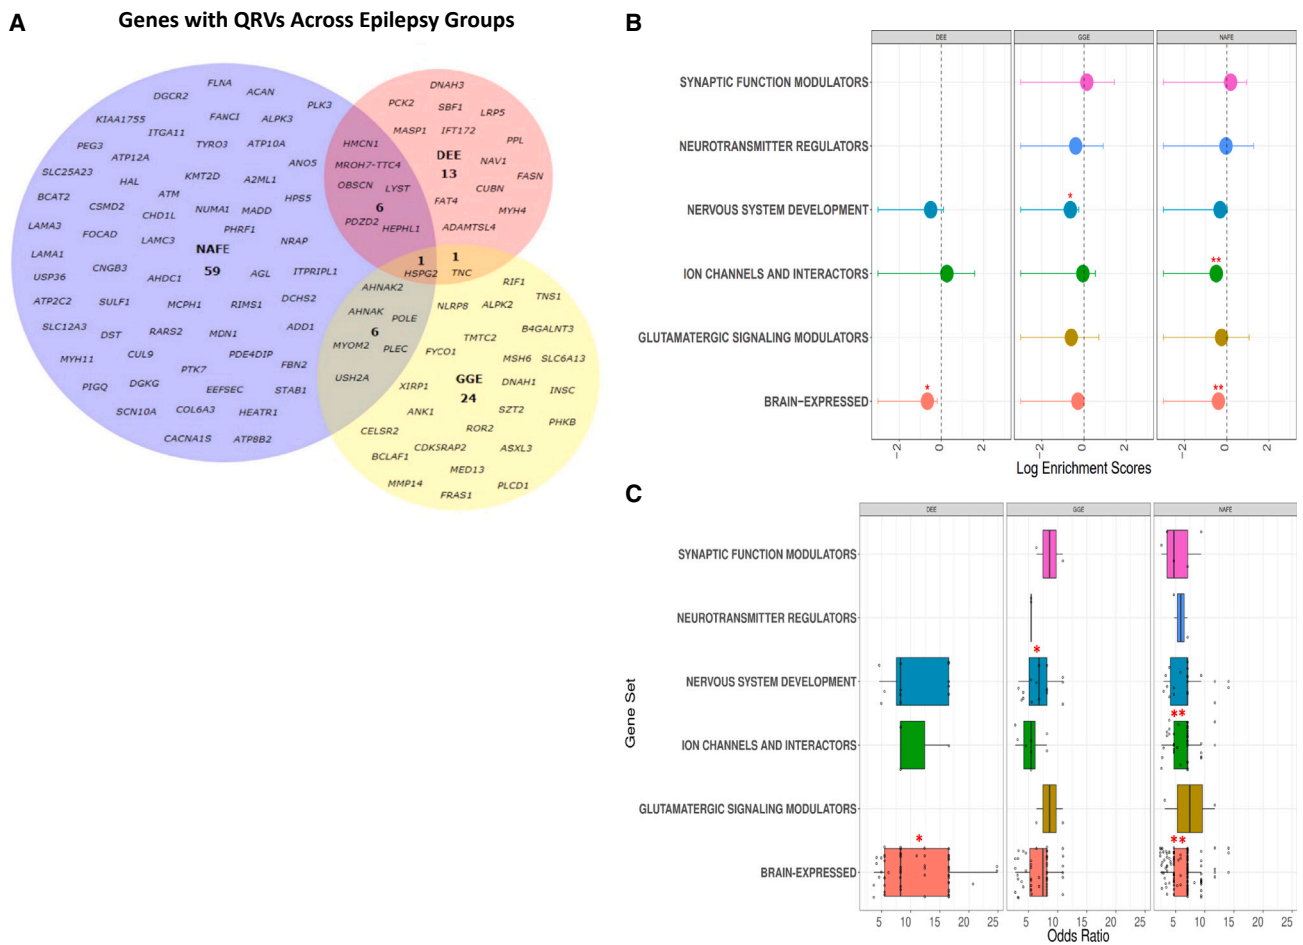 A
Genes with QRVs Across Epilepsy Groups
FLNA
ACAN
DGCR2
PLK3
KIAA1755
FANCI
ALPK3
ITGA11
PEG3
TYRO3
ATP10A
ATP12A
ANO5
SLC25A23
HAL
KMT2D
A2ML1
BCAT2
ATM
HPS5
CSMD2
NUMA1
MADD
CHD1L
LAMA3
PHRF1
FOCAD
LAMC3
NRAP
NAFE
59
LAMA1
CNGB3
USP36
AHDC1
AGL
ITPRIPL1
ATP2C2
SULF1
MCPH1
RIMS1
DCHS2
SLC12A3
DST
RARS2
MDN1
ADD1
MYH11
CUL9
PDE4DIP
FBN2
PTK7
PIGQ
DGKG
EEFSEC
STAB1
SCN10A
COL6A3
HEATR1
CACNA1S
ATP8B2
HMCN1
MROH7-TTC4
OBSCN
LYST
6
PDZD2
HEPHL1
DNAH3
PCK2
SBF1
LRP5
MASP1
IFT172
PPL
DEE
13
NAV1
FASN
CUBN
FAT4
MYH4
ADAMTSL4
1
HSPG2
1
TNC
AHNAK2
AHNAK
POLE
6
MYOM2
PLEC
USH2A
RIF1
NLRP8
ALPK2
TNS1
B4GALNT3
TMTC2
FYCO1
MSH6
SLC6A13
GGE
24
DNAH1
XIRP1
INSC
ANK1
SZT2
PHKB
CELSR2
ROR2
CDK5RAP2
ASXL3
BCLAF1
MED13
MMP14
PLCD1
FRAS1
B
DEE
GGE
NAFE
SYNAPTIC FUNCTION MODULATORS
NEUROTRANSMITTER REGULATORS
*
NERVOUS SYSTEM DEVELOPMENT
**
ION CHANNELS AND INTERACTORS
GLUTAMATERGIC SIGNALING MODULATORS
* **
BRAIN-EXPRESSED
-2 0 2 -2 0 2 -2 0 2
Log Enrichment Scores
C
DEE
GGE
NAFE
Gene Set
SYNAPTIC FUNCTION MODULATORS
NEUROTRANSMITTER REGULATORS
*
NERVOUS SYSTEM DEVELOPMENT
**
ION CHANNELS AND INTERACTORS
GLUTAMATERGIC SIGNALING MODULATORS
* **
BRAIN-EXPRESSED
5 10 15 20 25 5 10 15 20 25 5 10 15 20 25
Odds Ratio